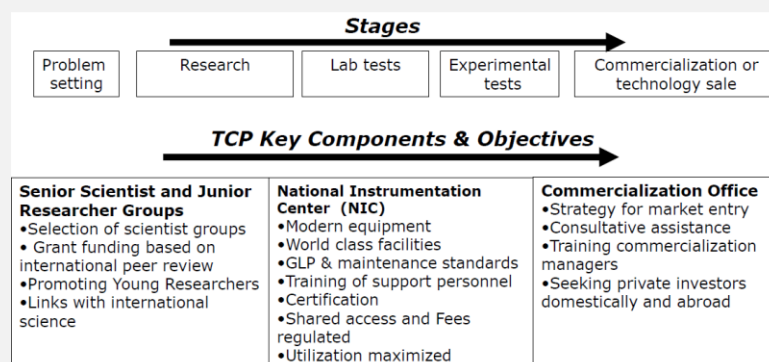 Stages
Problem
setting
Research
Lab tests
Experimental
tests
Commercialization or
technology sale
TCP Key Components & Objectives
Senior Scientist and Junior
Researcher Groups
•Selection of scientist groups
• Grant funding based on
international peer review
•Promoting Young Researchers
•Links with international
science
National Instrumentation
Center (NIC)
•Modern equipment
•World class facilities
•GLP & maintenance standards
•Training of support personnel
•Certification
•Shared access and Fees
regulated
•Utilization maximized
Commercialization Office
•Strategy for market entry
•Consultative assistance
•Training commercialization
managers
•Seeking private investors
domestically and abroad